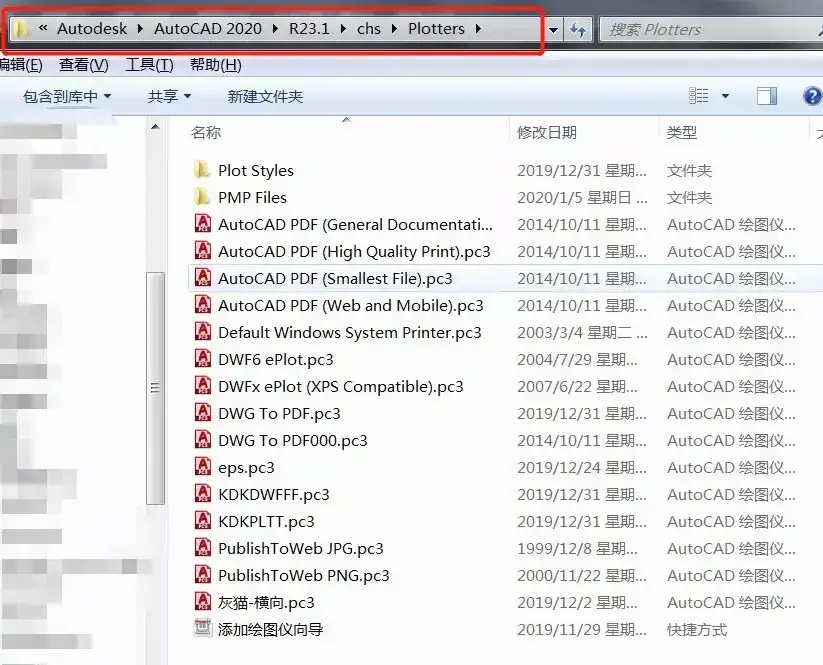 « Autodesk ▸ AutoCAD 2020 ▸ R23.1 ▸ chs ▸ Plotters ▸ 搜索 Plotters
编辑(E) 查看(V) 工具(T) 帮助(H)
包含到库中 共享 新建文件夹
名称 修改日期 类型
Plot Styles 2019/12/31 星期... 文件夹
PMP Files 2020/1/5 星期日 ... 文件夹
AutoCAD PDF (General Documentati... 2014/10/11 星期... AutoCAD 绘图仪...
AutoCAD PDF (High Quality Print).pc3 2014/10/11 星期... AutoCAD 绘图仪...
AutoCAD PDF (Smallest File).pc3 2014/10/11 星期... AutoCAD 绘图仪...
AutoCAD PDF (Web and Mobile).pc3 2014/10/11 星期... AutoCAD 绘图仪...
Default Windows System Printer.pc3 2003/3/4 星期二 ... AutoCAD 绘图仪...
DWF6 ePlot.pc3 2004/7/29 星期... AutoCAD 绘图仪...
DWFx ePlot (XPS Compatible).pc3 2007/6/22 星期... AutoCAD 绘图仪...
DWG To PDF.pc3 2019/12/31 星期... AutoCAD 绘图仪...
DWG To PDF000.pc3 2014/10/11 星期... AutoCAD 绘图仪...
eps.pc3 2019/12/24 星期... AutoCAD 绘图仪...
KDKDWFFF.pc3 2019/12/31 星期... AutoCAD 绘图仪...
KDKPLTT.pc3 2019/12/31 星期... AutoCAD 绘图仪...
PublishToWeb JPG.pc3 1999/12/8 星期... AutoCAD 绘图仪...
PublishToWeb PNG.pc3 2000/11/22 星期... AutoCAD 绘图仪...
灰猫-横向.pc3 2019/12/2 星期... AutoCAD 绘图仪...
添加绘图仪向导 2019/11/29 星期... 快捷方式